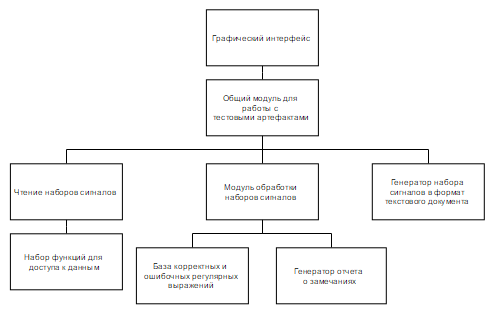 Графический интерфейс
Общий модуль для
работы с
тестовыми артефактами
Чтение наборов сигналов
Модуль обработки
наборов сигналов
Генератор набора
сигналов в формат
текстового документа
Набор функций для
доступа к данным
База корректных и
ошибочных регулярных
выражений
Генератор отчета
о замечаниях